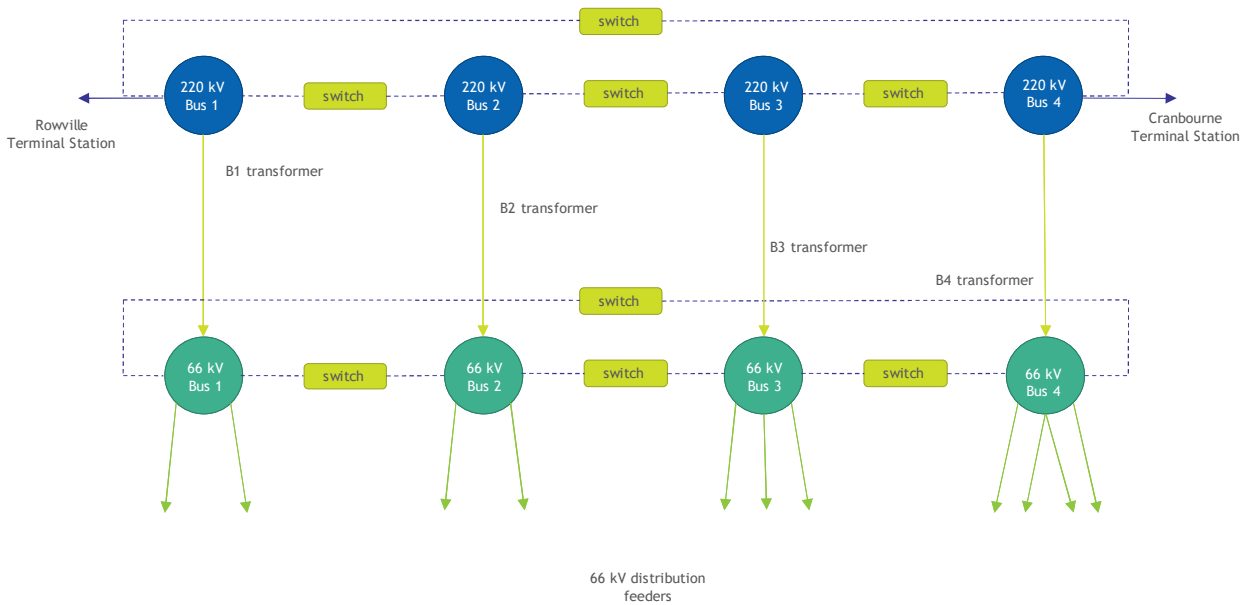 switch
220 kV
Bus 1
switch
220 kV
Bus 2
switch
220 kV
Bus 3
switch
220 kV
Bus 4
Rowville
Terminal Station
Cranbourne
Terminal Station
B1 transformer
B2 transformer
B3 transformer
B4 transformer
switch
66 kV
Bus 1
switch
66 kV
Bus 2
switch
66 kV
Bus 3
switch
66 kV
Bus 4
66 kV distribution
feeders